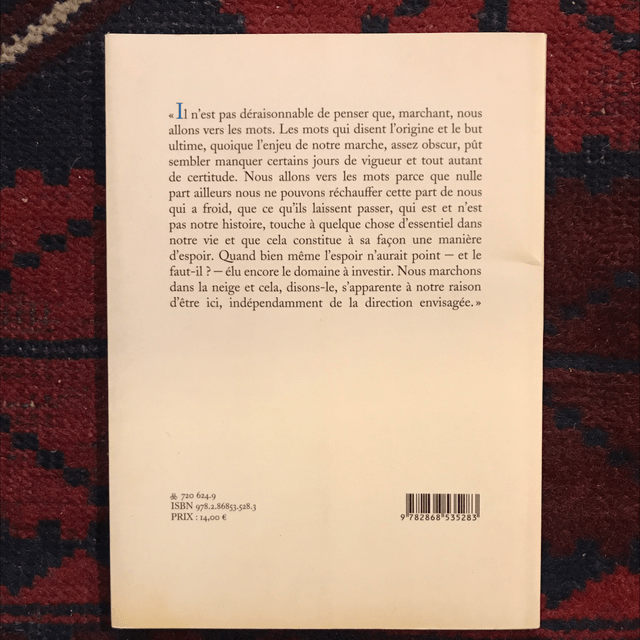 « Il n’est pas déraisonnable de penser que, marchant, nous
allons vers les mots. Les mots qui disent l’origine et le but
ultime, quoique l’enjeu de notre marche, assez obscur, pût
sembler manquer certains jours de vigueur et tout autant
de certitude. Nous allons vers les mots parce que nulle
part ailleurs nous ne pouvons réchauffer cette part de nous
qui a froid, que ce qu’ils laissent passer, qui est et n’est
pas notre histoire, touche à quelque chose d’essentiel dans
notre vie et que cela constitue à sa façon une manière
d’espoir. Quand bien même l’espoir n’aurait point — et le
faut-il ? — élu encore le domaine à investir. Nous marchons
dans la neige et cela, disons-le, s’apparente à notre raison
d’être ici, indépendamment de la direction envisagée. »
720 624.9
ISBN 978.2.86853.528.3
PRIX : 14,00 €
9 782868 535283